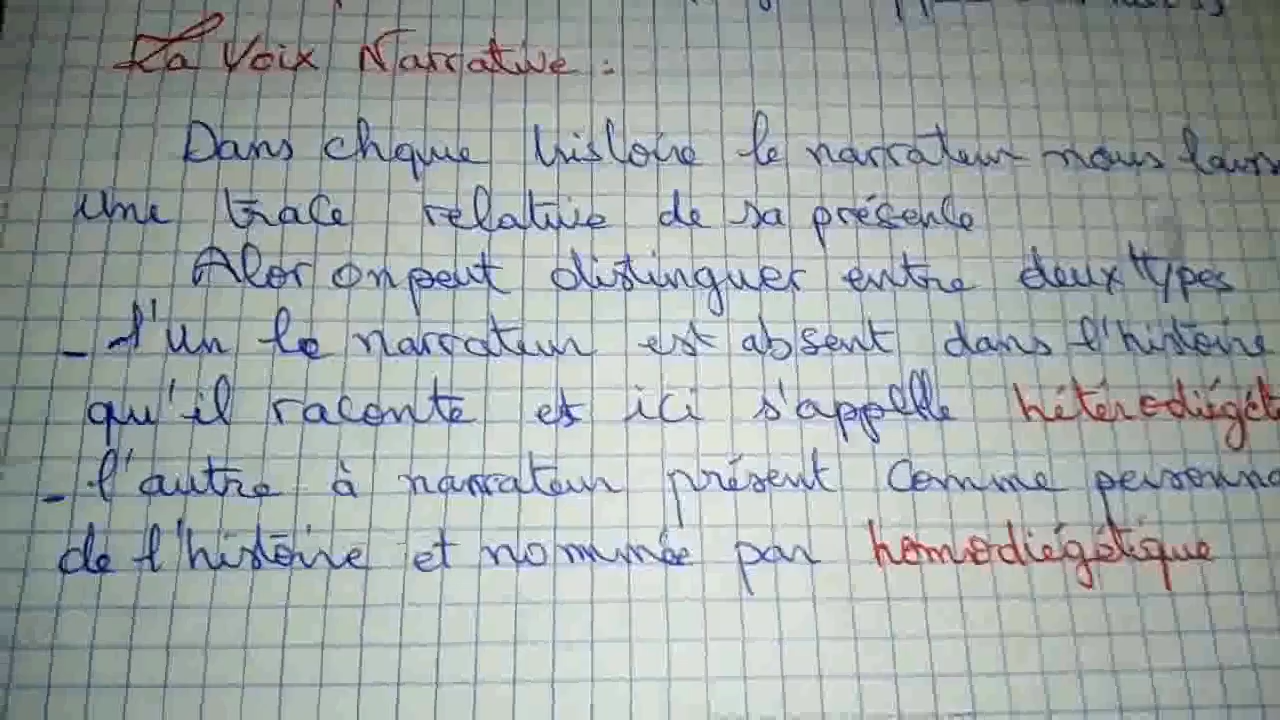 La Voix Narrative :
Dans chque histoire le narrateur nous
une trace relative de sa présence
Alor on peut distinguer entre deux types
- l'un le narrateur est absent dans l'histoire
qu'il raconte et ici s'appelle hétérodiégét
- l'autre à narrateur présent comme personna
de l'histoire et nommée par homodiégétique